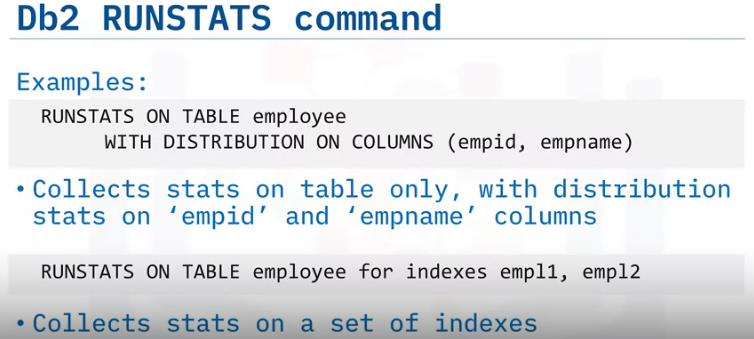 Db2 RUNSTATS command
Examples:
RUNSTATS ON TABLE employee
WITH DISTRIBUTION ON COLUMNS (empid, empname)
• Collects stats on table only, with distribution
stats on ‘empid’ and ‘empname’ columns
RUNSTATS ON TABLE employee for indexes empl1, empl2
• Collects stats on a set of indexes